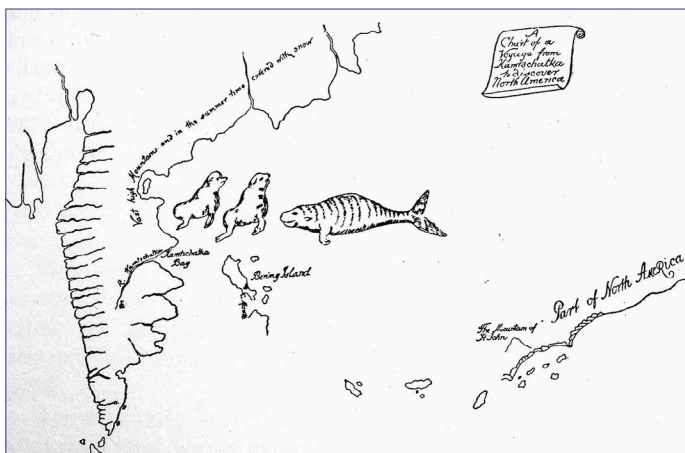 A
Chart of a
Voyage from
Kamtschatka
to discover
North America
Vast high Mountains and in the summer time covered with snow
Kamtschatka
Bay
Bering Island
Part of North America
The Mountain of
St John